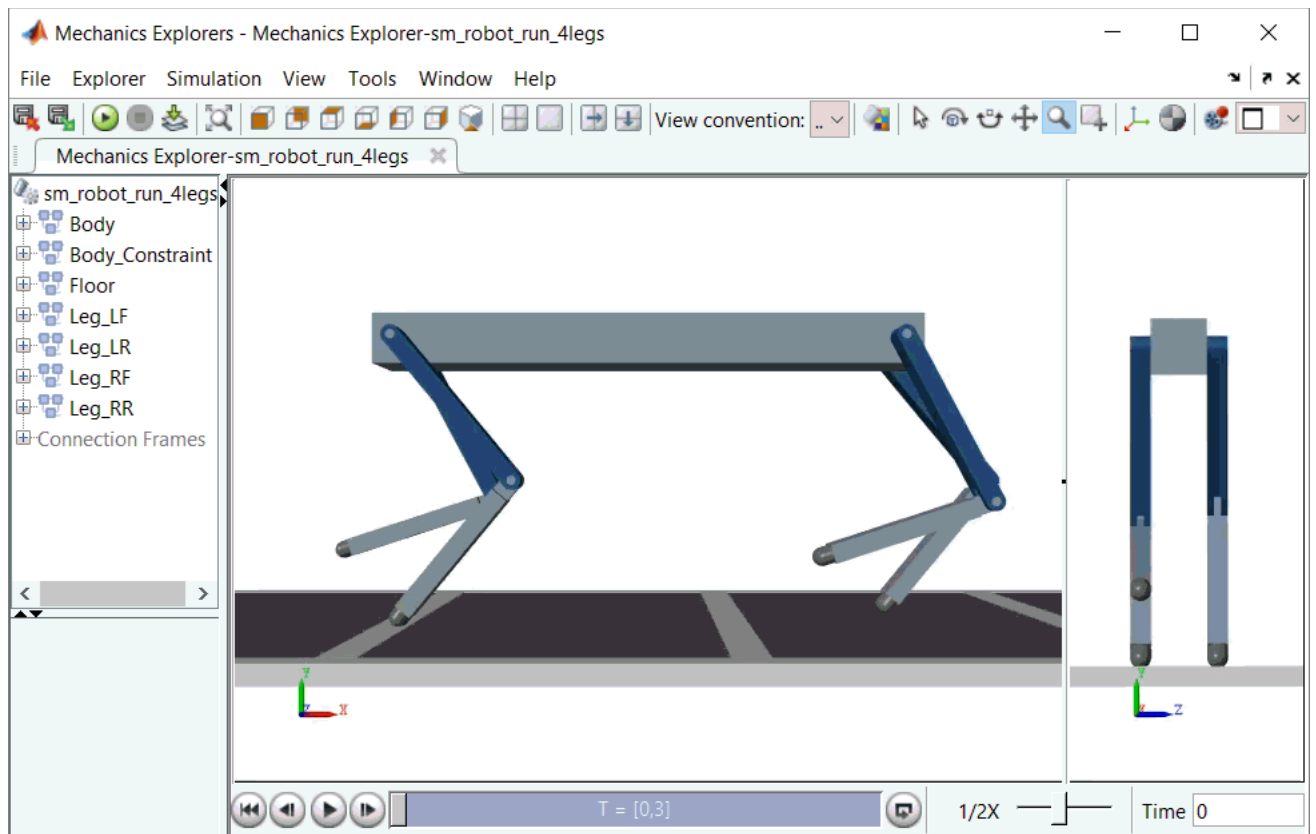 Mechanics Explorers - Mechanics Explorer-sm_robot_run_4legs
File Explorer Simulation View Tools Window Help
View convention: ..
Mechanics Explorer-sm_robot_run_4legs
sm_robot_run_4legs
Body
Body_Constraint
Floor
Leg_LF
Leg_LR
Leg_RF
Leg_RR
Connection Frames
Y
Z X
Y
Y Z
T = [0,3]
1/2X
Time 0